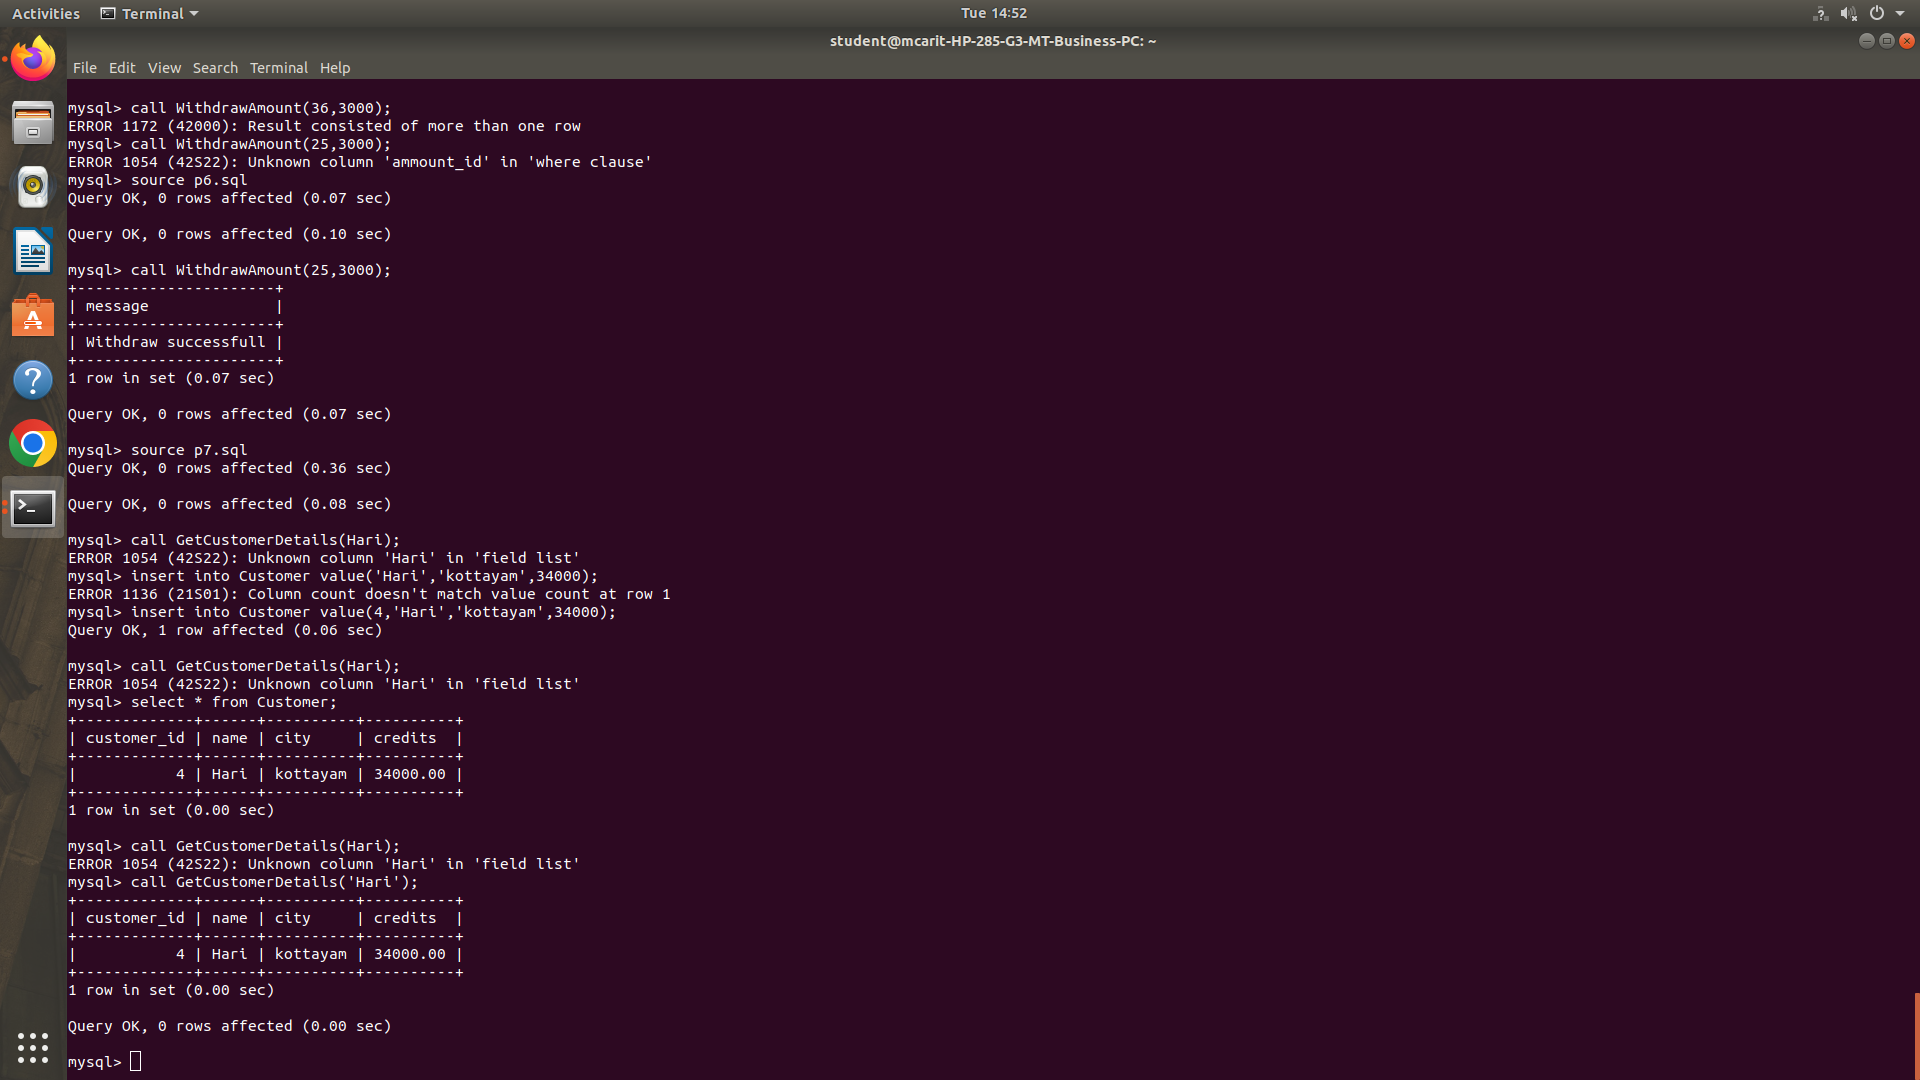 Activities Terminal Tue 14:52
student@mcarit-HP-285-G3-MT-Business-PC: ~
File Edit View Search Terminal Help
mysql> call WithdrawAmount(36,3000);
ERROR 1172 (42000): Result consisted of more than one row
mysql> call WithdrawAmount(25,3000);
ERROR 1054 (42S22): Unknown column 'ammount_id' in 'where clause'
mysql> source p6.sql
Query OK, 0 rows affected (0.07 sec)
Query OK, 0 rows affected (0.10 sec)
mysql> call WithdrawAmount(25,3000);
+----------------------+
| message              |
+----------------------+
| Withdraw successfull |
+----------------------+
1 row in set (0.07 sec)
Query OK, 0 rows affected (0.07 sec)
mysql> source p7.sql
Query OK, 0 rows affected (0.36 sec)
Query OK, 0 rows affected (0.08 sec)
mysql> call GetCustomerDetails(Hari);
ERROR 1054 (42S22): Unknown column 'Hari' in 'field list'
mysql> insert into Customer value('Hari','kottayam',34000);
ERROR 1136 (21S01): Column count doesn't match value count at row 1
mysql> insert into Customer value(4,'Hari','kottayam',34000);
Query OK, 1 row affected (0.06 sec)
mysql> call GetCustomerDetails(Hari);
ERROR 1054 (42S22): Unknown column 'Hari' in 'field list'
mysql> select * from Customer;
+-------------+------+----------+----------+
| customer_id | name | city     | credits  |
+-------------+------+----------+----------+
|           4 | Hari | kottayam | 34000.00 |
+-------------+------+----------+----------+
1 row in set (0.00 sec)
mysql> call GetCustomerDetails(Hari);
ERROR 1054 (42S22): Unknown column 'Hari' in 'field list'
mysql> call GetCustomerDetails('Hari');
+-------------+------+----------+----------+
| customer_id | name | city     | credits  |
+-------------+------+----------+----------+
|           4 | Hari | kottayam | 34000.00 |
+-------------+------+----------+----------+
1 row in set (0.00 sec)
Query OK, 0 rows affected (0.00 sec)
mysql>